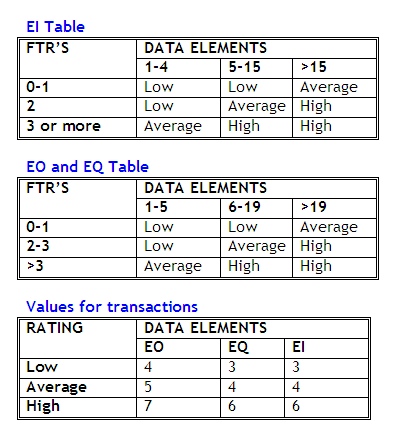 EI Table
FTR'S DATA ELEMENTS
1-4 5-15 >15
0-1 Low Low Average
2 Low Average High
3 or more Average High High
EO and EQ Table
FTR'S DATA ELEMENTS
1-5 6-19 >19
0-1 Low Low Average
2-3 Low Average High
>3 Average High High
Values for transactions
RATING DATA ELEMENTS
EO EQ EI
Low 4 3 3
Average 5 4 4
High 7 6 6